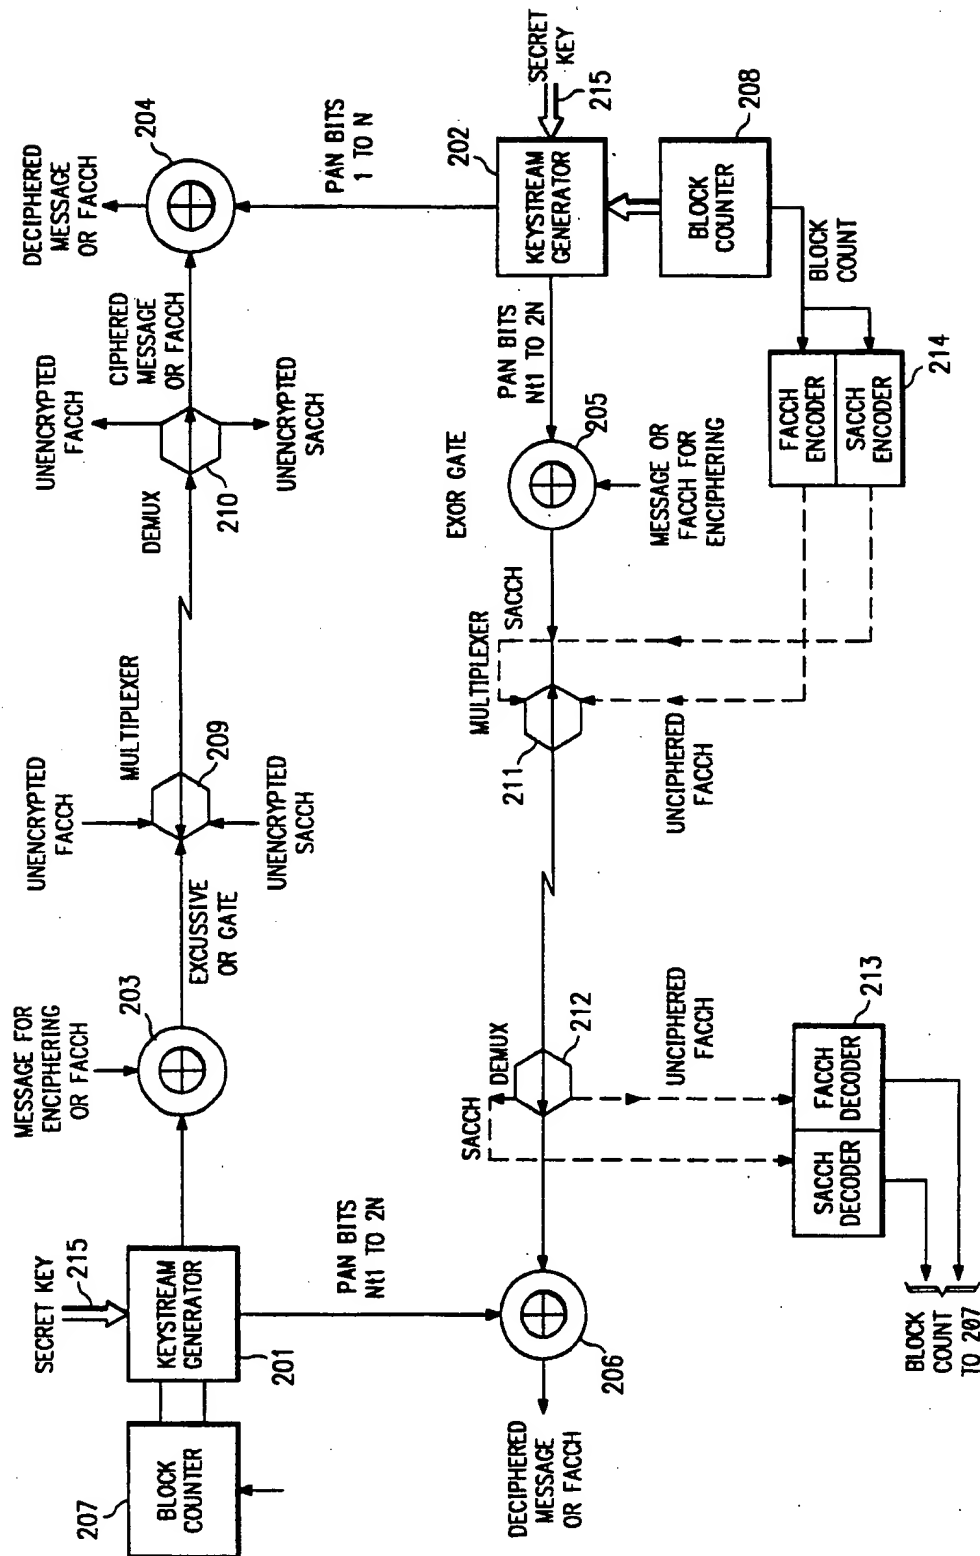 SECRET KEY
215
207
BLOCK
COUNTER
KEYSTREAM
GENERATOR
201
MESSAGE FOR
ENCIPHERING
OR FACCH
203
EXCUSSIVE
OR GATE
UNENCRYPTED
FACCH
MULTIPLEXER
209
UNENCRYPTED
SACCH
DEMUX
210
UNENCRYPTED
FACCH
UNENCRYPTED
SACCH
CIPHERED
MESSAGE
OR FACCH
DECIPHERED
MESSAGE
OR FACCH
204
PAN BITS
1 TO N
PAN BITS
Nt1 TO 2N
DECIPHERED
MESSAGE
OR FACCH
206
SACCH
DEMUX
212
UNCIPHERED
FACCH
SACCH
DECODER
FACCH
DECODER
213
BLOCK
COUNT
TO 207
MULTIPLEXER
211
SACCH
UNCIPHERED
FACCH
EXOR GATE
205
MESSAGE OR
FACCH FOR
ENCIPHERING
PAN BITS
Nt1 TO 2N
202
KEYSTREAM
GENERATOR
SECRET
KEY
215
BLOCK
COUNTER
208
BLOCK
COUNT
FACCH
ENCODER
SACCH
ENCODER
214